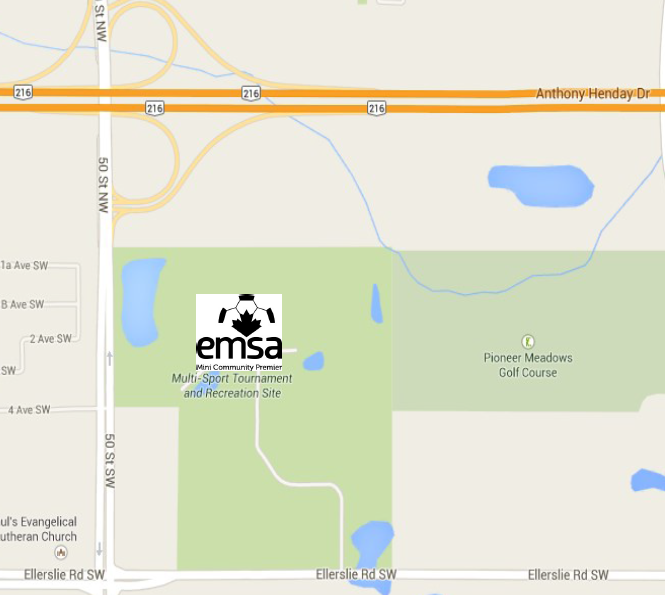 St NW
216
216
Anthony Henday Dr
216
216
50 St NW
1a Ave SW
B Ave SW
2 Ave SW
SW
emsa
Mini Community Premier
Multi-Sport Tournament
and Recreation Site
Pioneer Meadows
Golf Course
4 Ave SW
50 St SW
ul's Evangelical
utheran Church
Ellerslie Rd SW
Ellerslie Rd SW
Ellerslie Rd SW